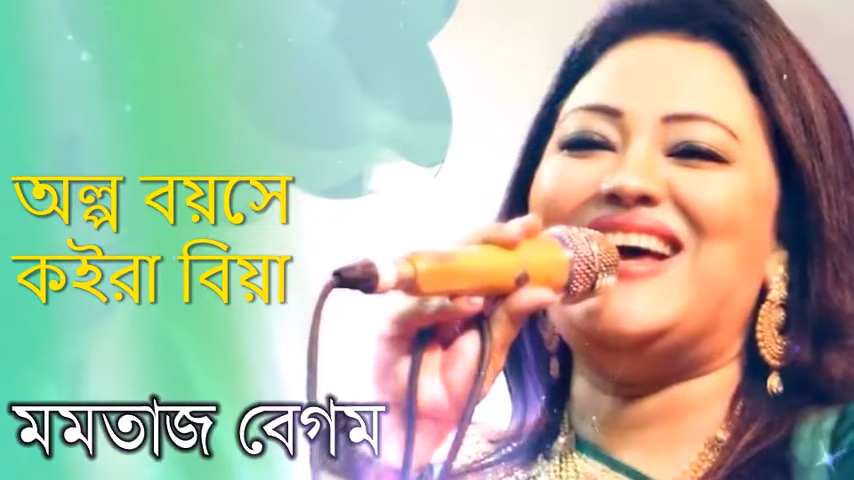 অল্প বয়সে
কইরা বিয়া
মমতাজ বেগম